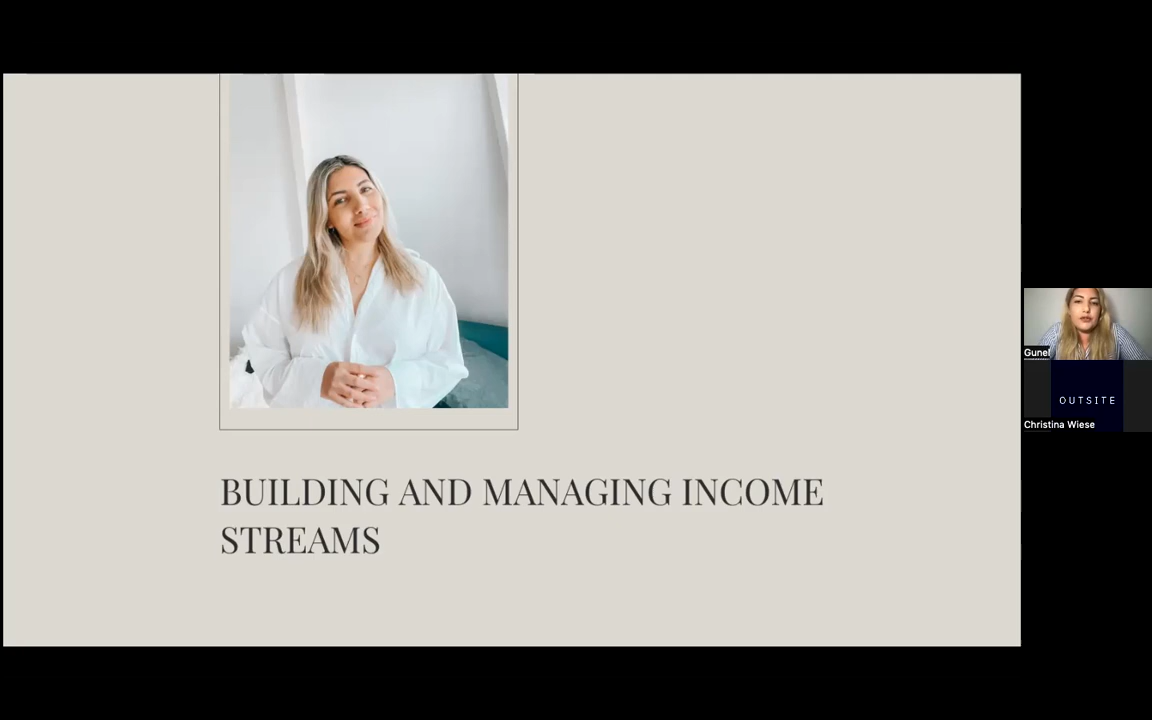 BUILDING AND MANAGING INCOME
STREAMS
Gunel
OUTSITE
Christina Wiese